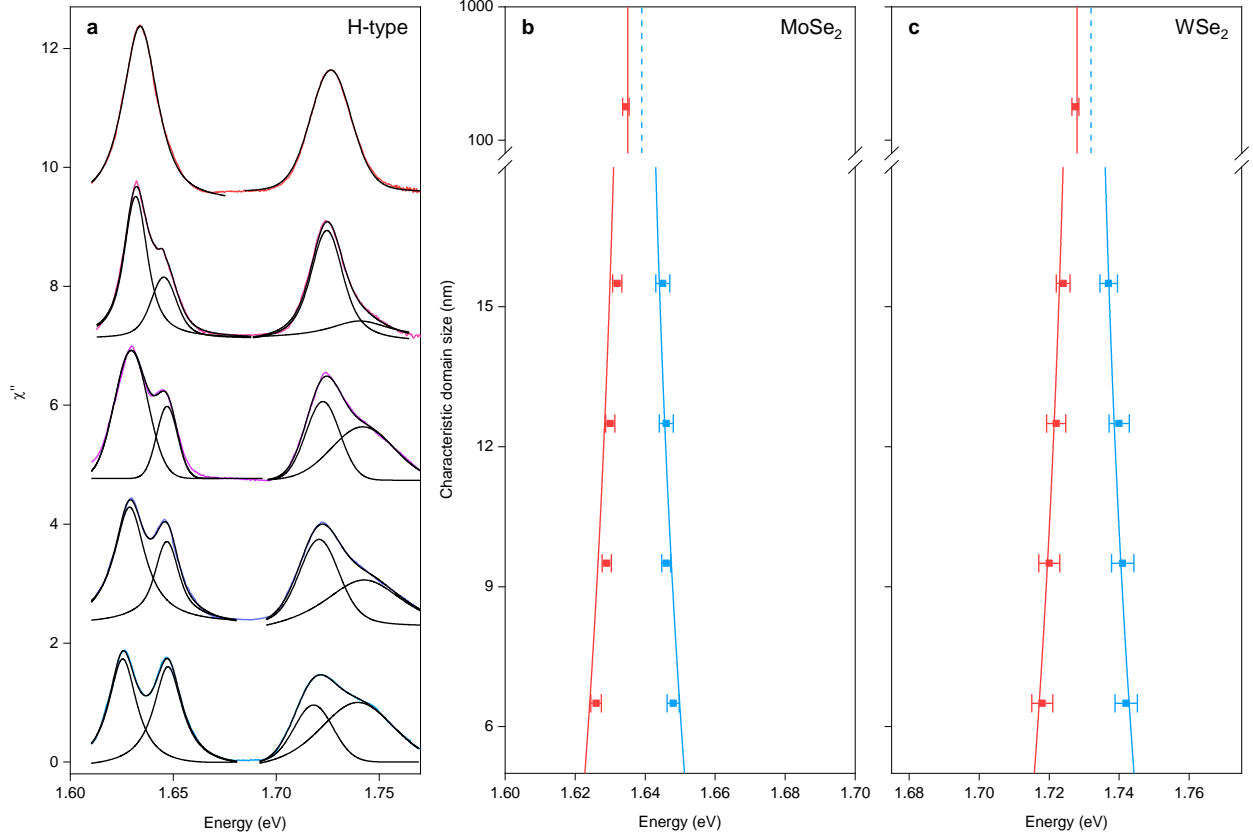 a
H-type
χ''
12
10
8
6
4
2
0
1.60
1.65
1.70
1.75
Energy (eV)
b
MoSe₂
Characteristic domain size (nm)
1000
100
15
12
9
6
1.60
1.62
1.64
1.66
1.68
1.70
Energy (eV)
c
WSe₂
1.68
1.70
1.72
1.74
1.76
Energy (eV)